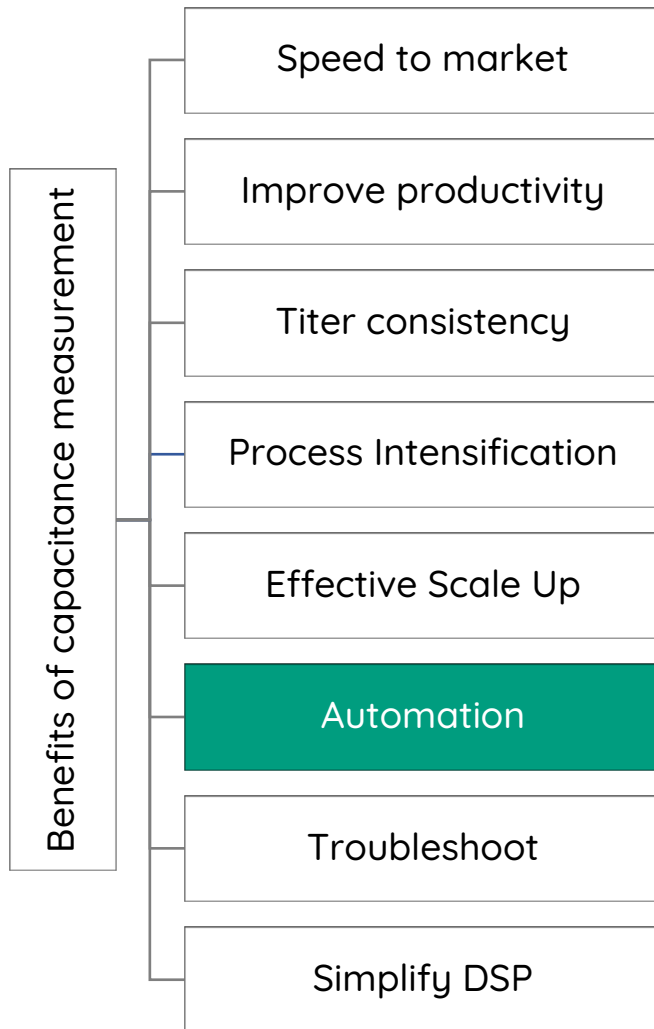 Benefits of capacitance measurement
Speed to market
Improve productivity
Titer consistency
Process Intensification
Effective Scale Up
Automation
Troubleshoot
Simplify DSP